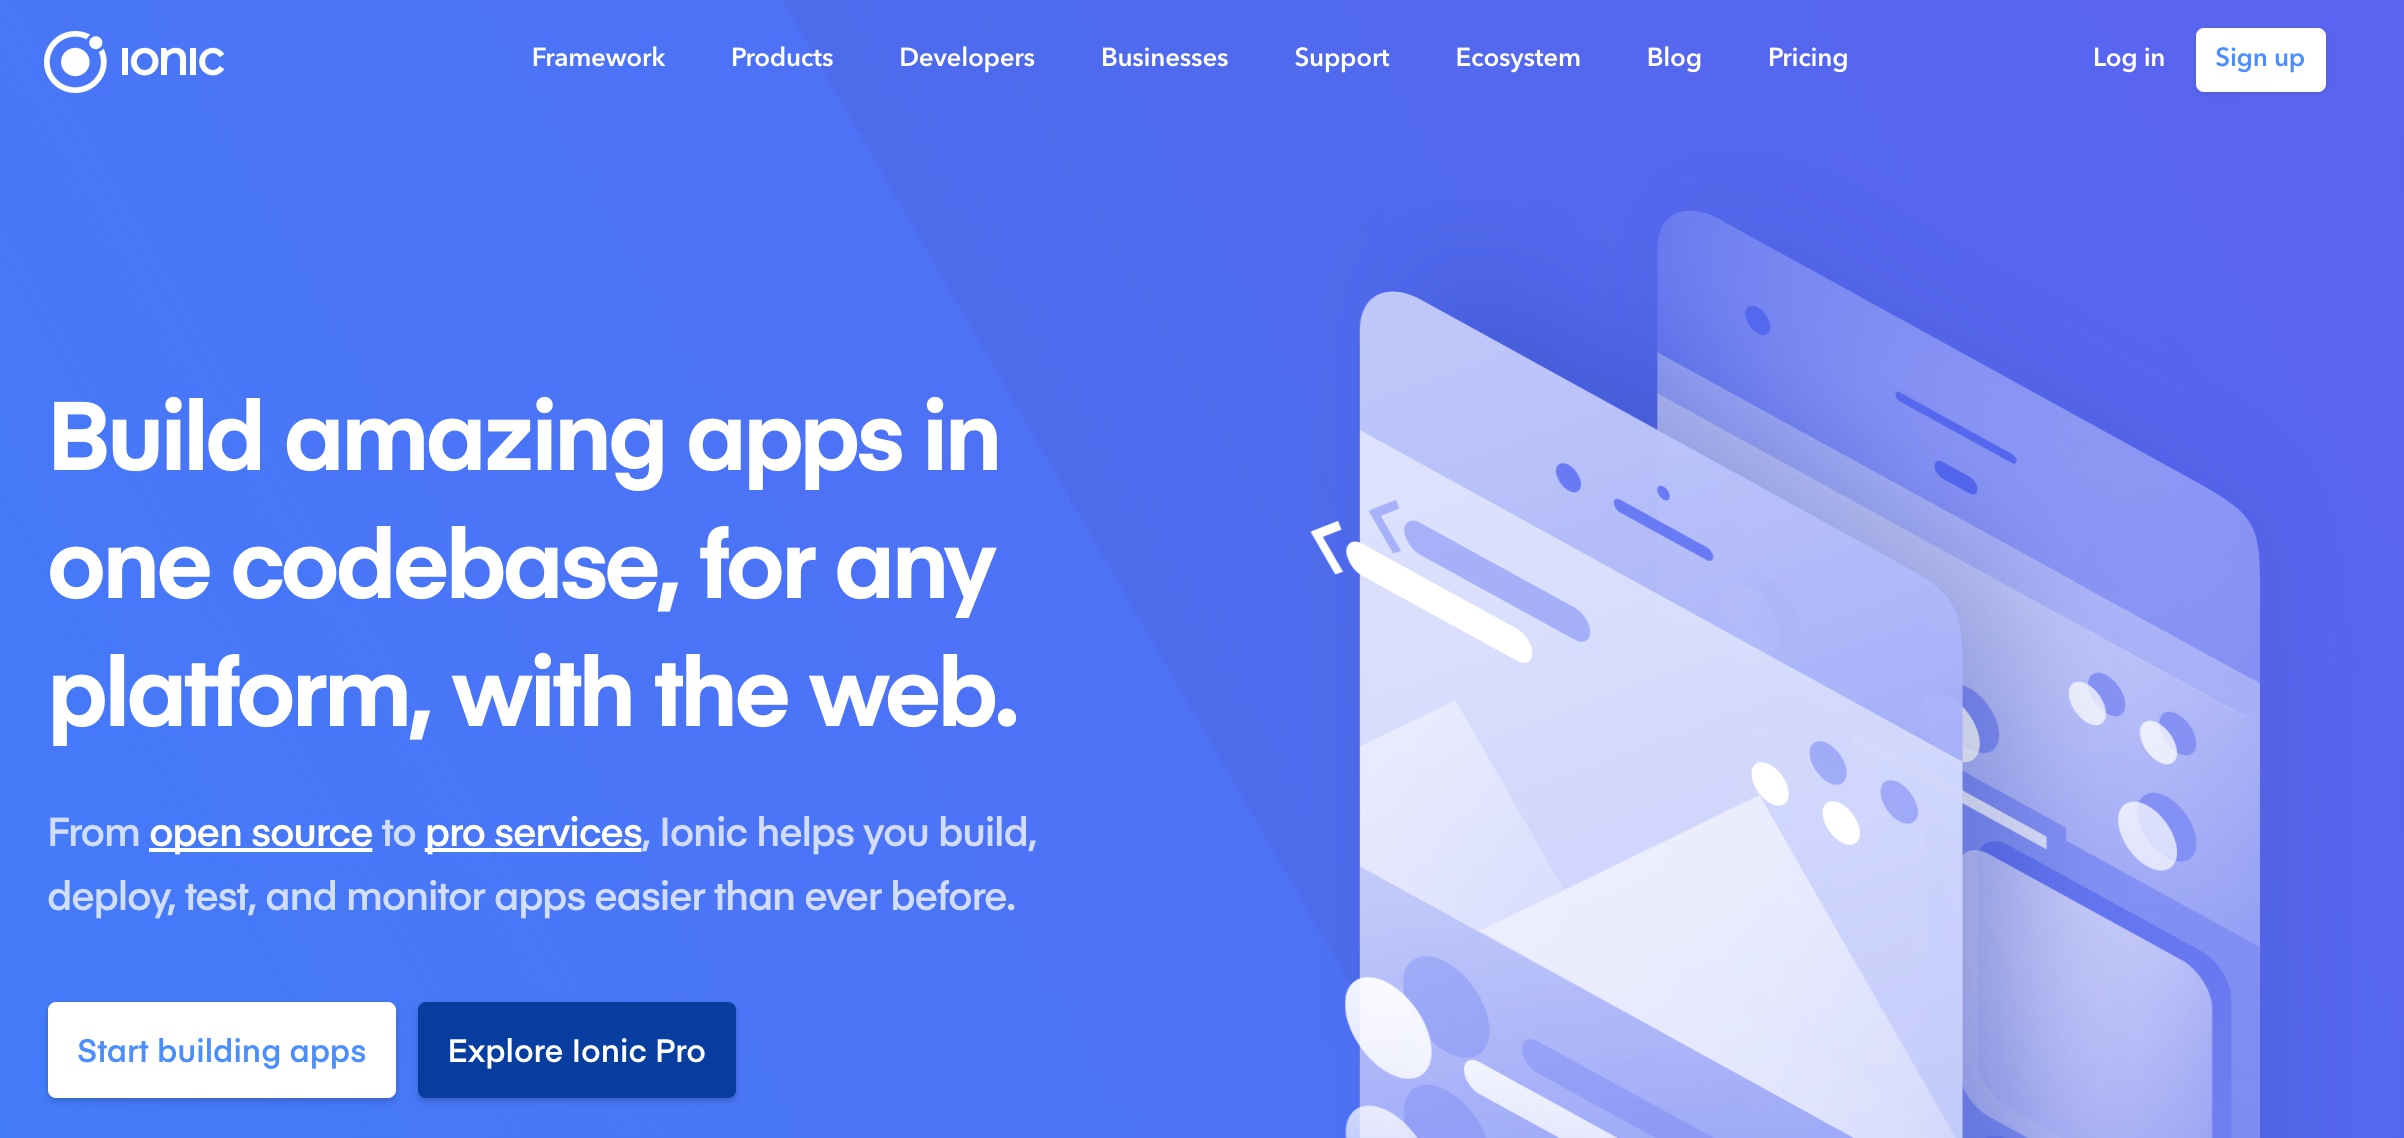 ionic
Framework Products Developers Businesses Support Ecosystem Blog Pricing Log in Sign up
Build amazing apps in
one codebase, for any
platform, with the web.
From open source to pro services, Ionic helps you build,
deploy, test, and monitor apps easier than ever before.
Start building apps Explore Ionic Pro